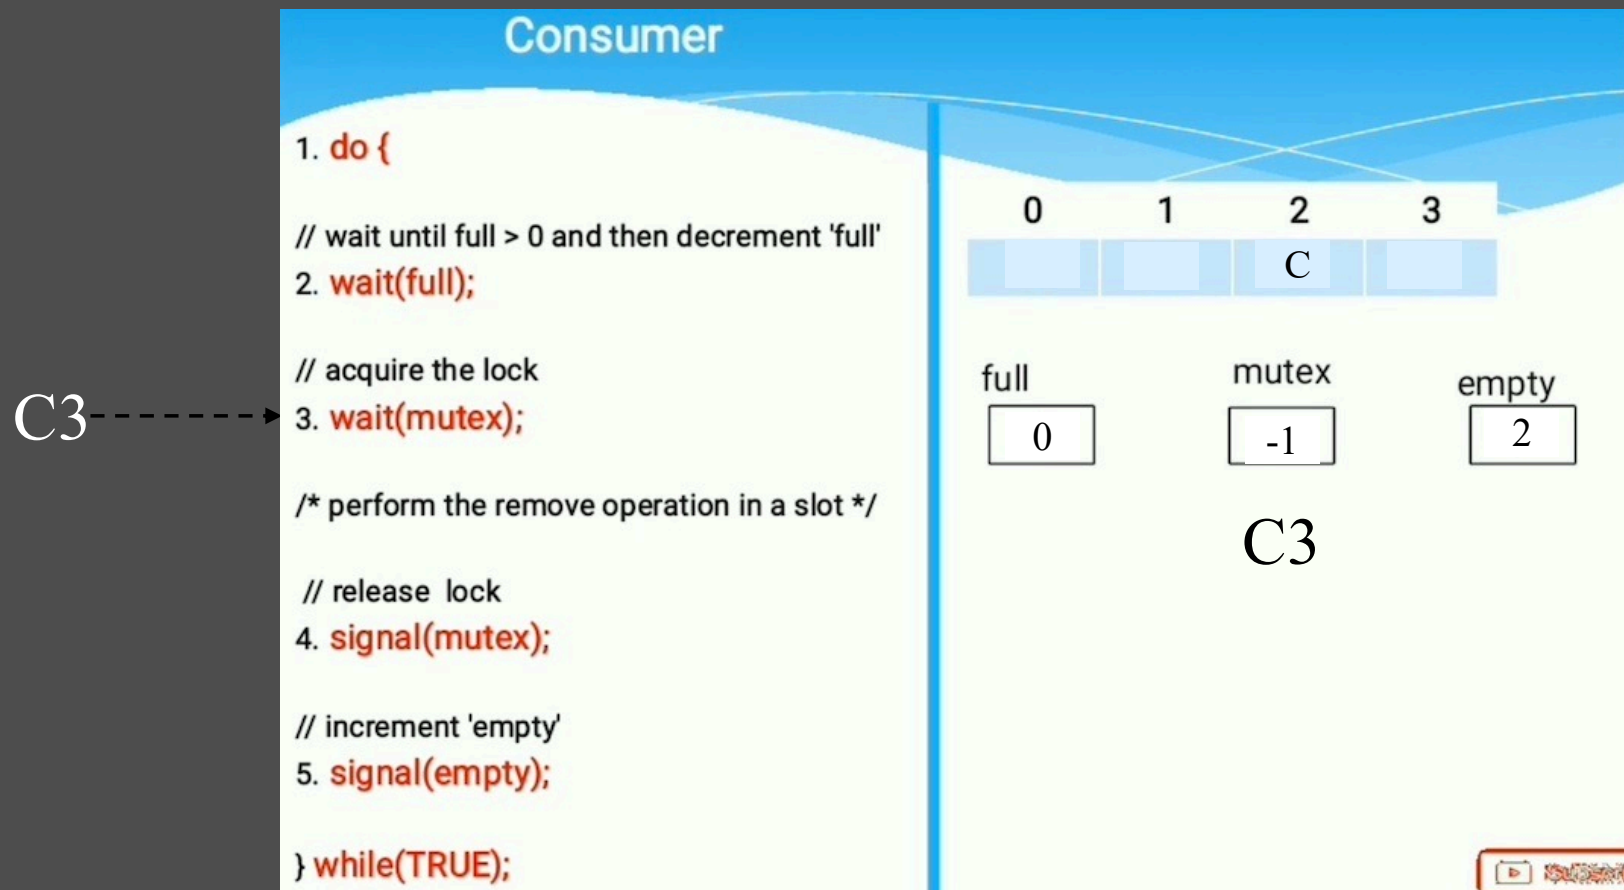 Consumer
1. do {
// wait until full > 0 and then decrement 'full'
2. wait(full);
// acquire the lock
C3
3. wait(mutex);
/* perform the remove operation in a slot */
// release lock
4. signal(mutex);
// increment 'empty'
5. signal(empty);
} while(TRUE);
0 1 2 3
C
full mutex empty
0 -1 2
C3